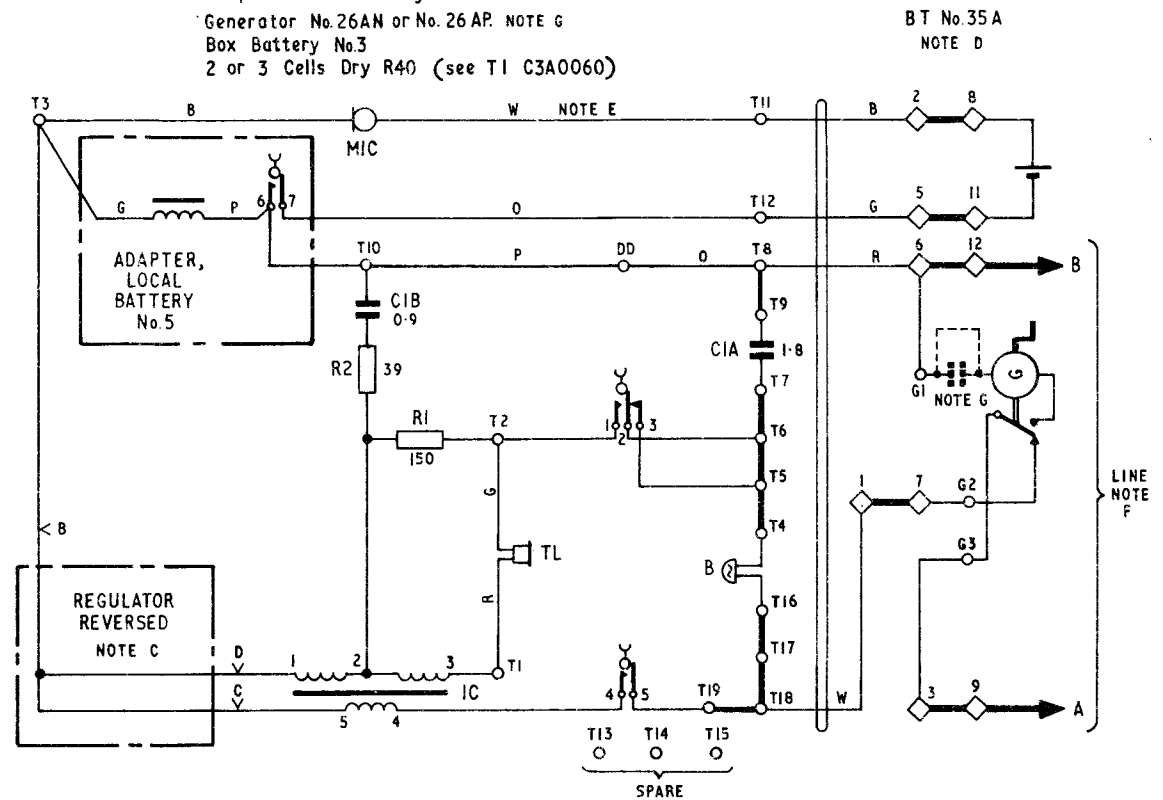 Generator No.26AN or No.26AP. NOTE G
Box Battery No.3
2 or 3 Cells Dry R40 (see T1 C3A0060)
BT No.35A
NOTE D
T3
B
MIC
W
NOTE E
T11
B
2
8
G
P
6
7
O
T12
G
5
11
ADAPTER,
LOCAL
BATTERY
No.5
T10
P
DD
O
T8
R
6
12
B
C1B
0·9
T9
C1A
1·8
R2
39
T7
G1
NOTE G
G
R1
150
T2
1
2
3
T6
T5
G
T4
1
7
G2
LINE
NOTE
F
B
TL
G3
B
R
T16
REGULATOR
REVERSED
NOTE C
D
1
2
3
T1
T17
C
IC
5
4
4
5
T19
T18
W
3
9
A
T13
T14
T15
SPARE